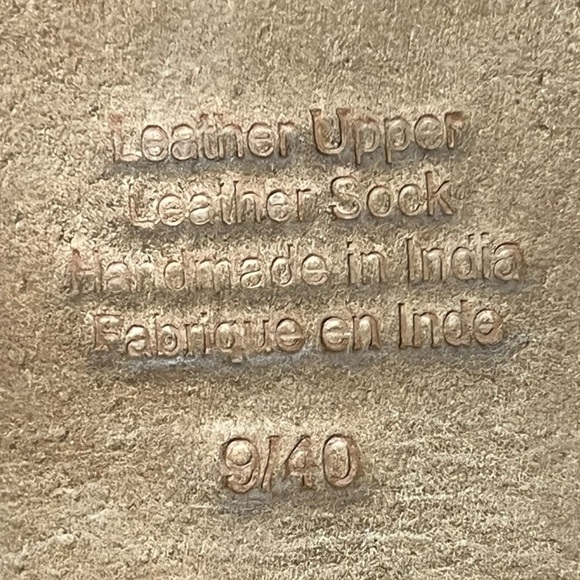 Leather Upper
Leather Sock
Handmade in India
Fabrique en Inde
9/40